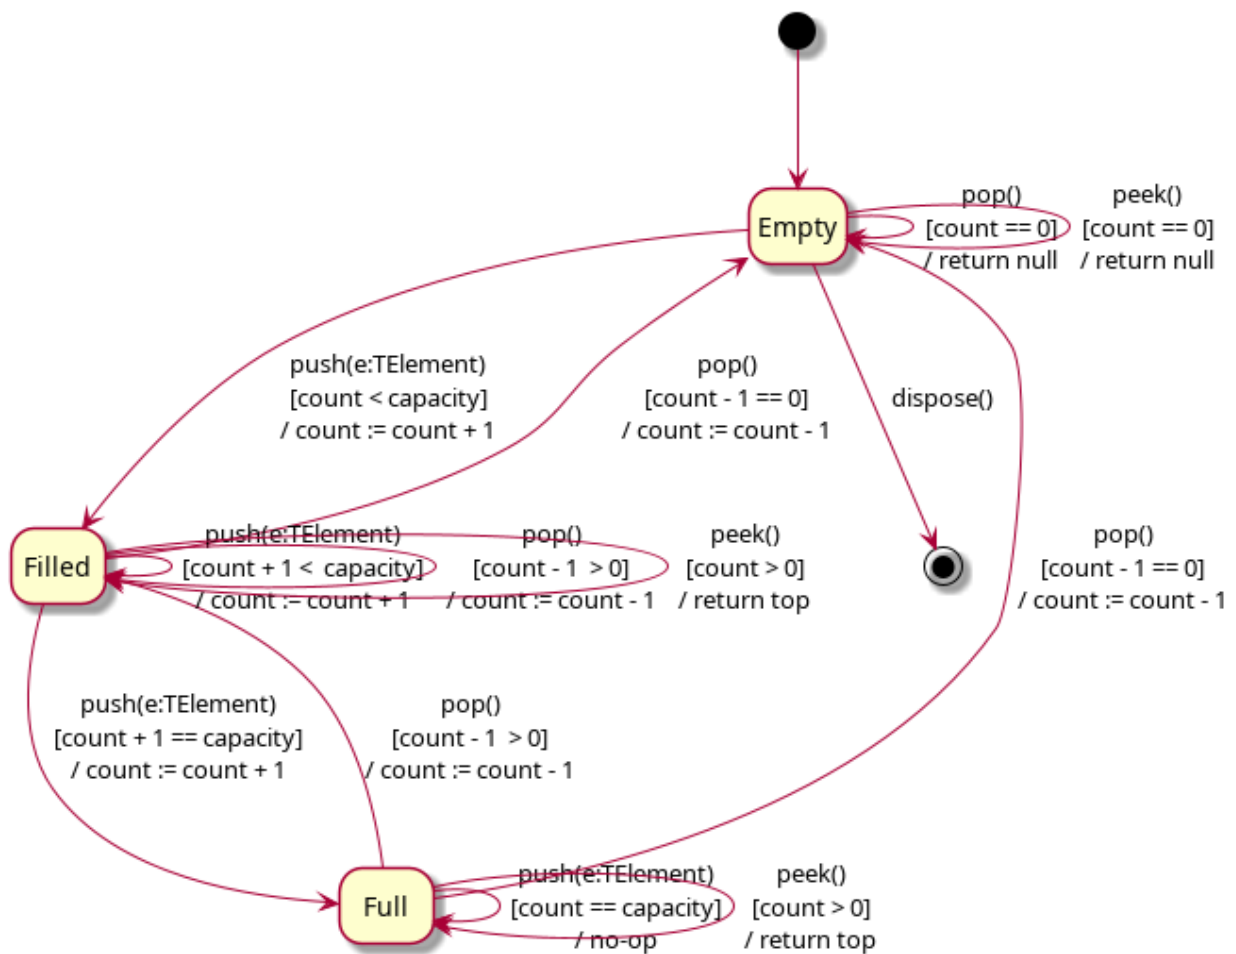 pop()
[count == 0]
/ return null
peek()
[count == 0]
/ return null
Empty
push(e:TElement)
[count < capacity]
/ count := count + 1
pop()
[count - 1 == 0]
/ count := count - 1
dispose()
Filled
push(e:TElement)
[count + 1 < capacity]
/ count := count + 1
pop()
[count - 1 > 0]
/ count := count - 1
peek()
[count > 0]
/ return top
pop()
[count - 1 == 0]
/ count := count - 1
push(e:TElement)
[count + 1 == capacity]
/ count := count + 1
pop()
[count - 1 > 0]
/ count := count - 1
Full
push(e:TElement)
[count == capacity]
/ no-op
peek()
[count > 0]
/ return top